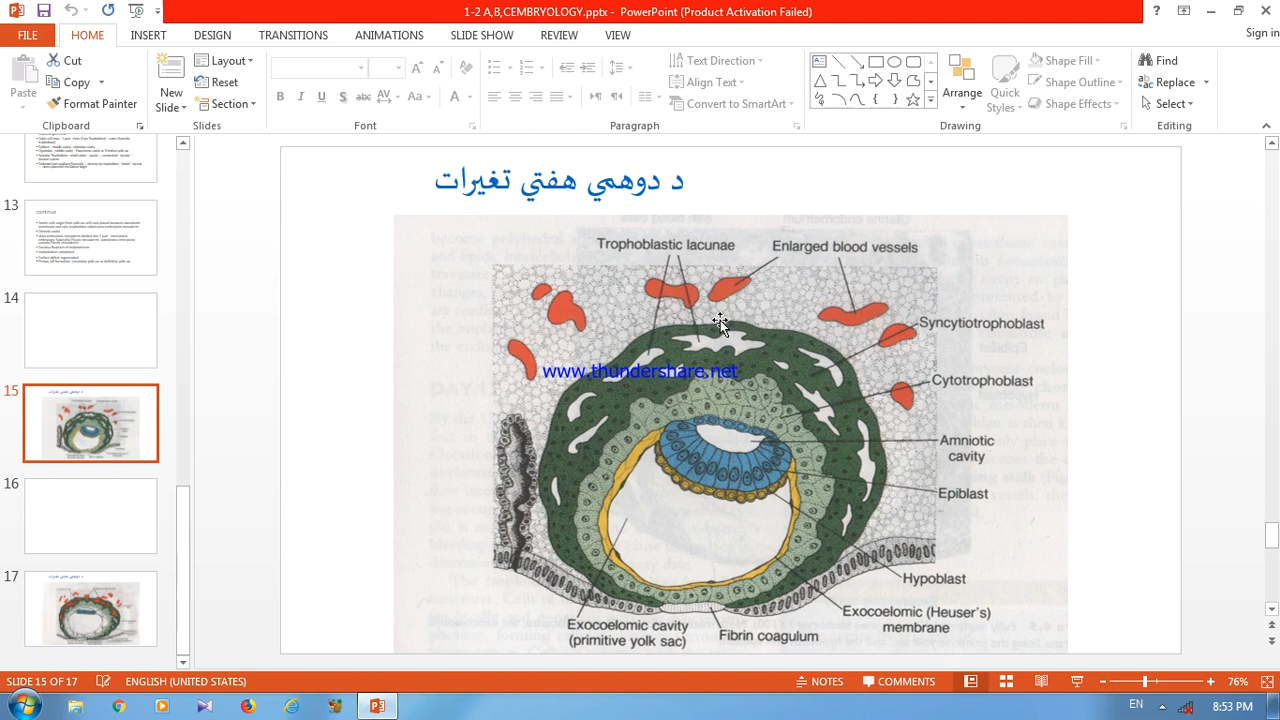 1-2 A,B,CEMBRYOLOGY.pptx - PowerPoint (Product Activation Failed)
FILE HOME INSERT DESIGN TRANSITIONS ANIMATIONS SLIDE SHOW REVIEW VIEW
Sign in
Paste
Cut
Copy
Format Painter
Clipboard
New Slide
Layout
Reset
Section
Slides
Font
Text Direction
Align Text
Convert to SmartArt
Paragraph
Arrange
Quick Styles
Shape Fill
Shape Outline
Shape Effects
Drawing
Find
Replace
Select
Editing
13
14
15
16
17
د دوهمي هفتي تغيرات
Trophoblastic lacunae
Enlarged blood vessels
Syncytiotrophoblast
www.thundershare.net
Cytotrophoblast
Amniotic
cavity
Epiblast
Hypoblast
Exocoelomic (Heuser's)
membrane
Exocoelomic cavity
(primitive yolk sac)
Fibrin coagulum
SLIDE 15 OF 17
ENGLISH (UNITED STATES)
NOTES
COMMENTS
76%
EN
8:53 PM